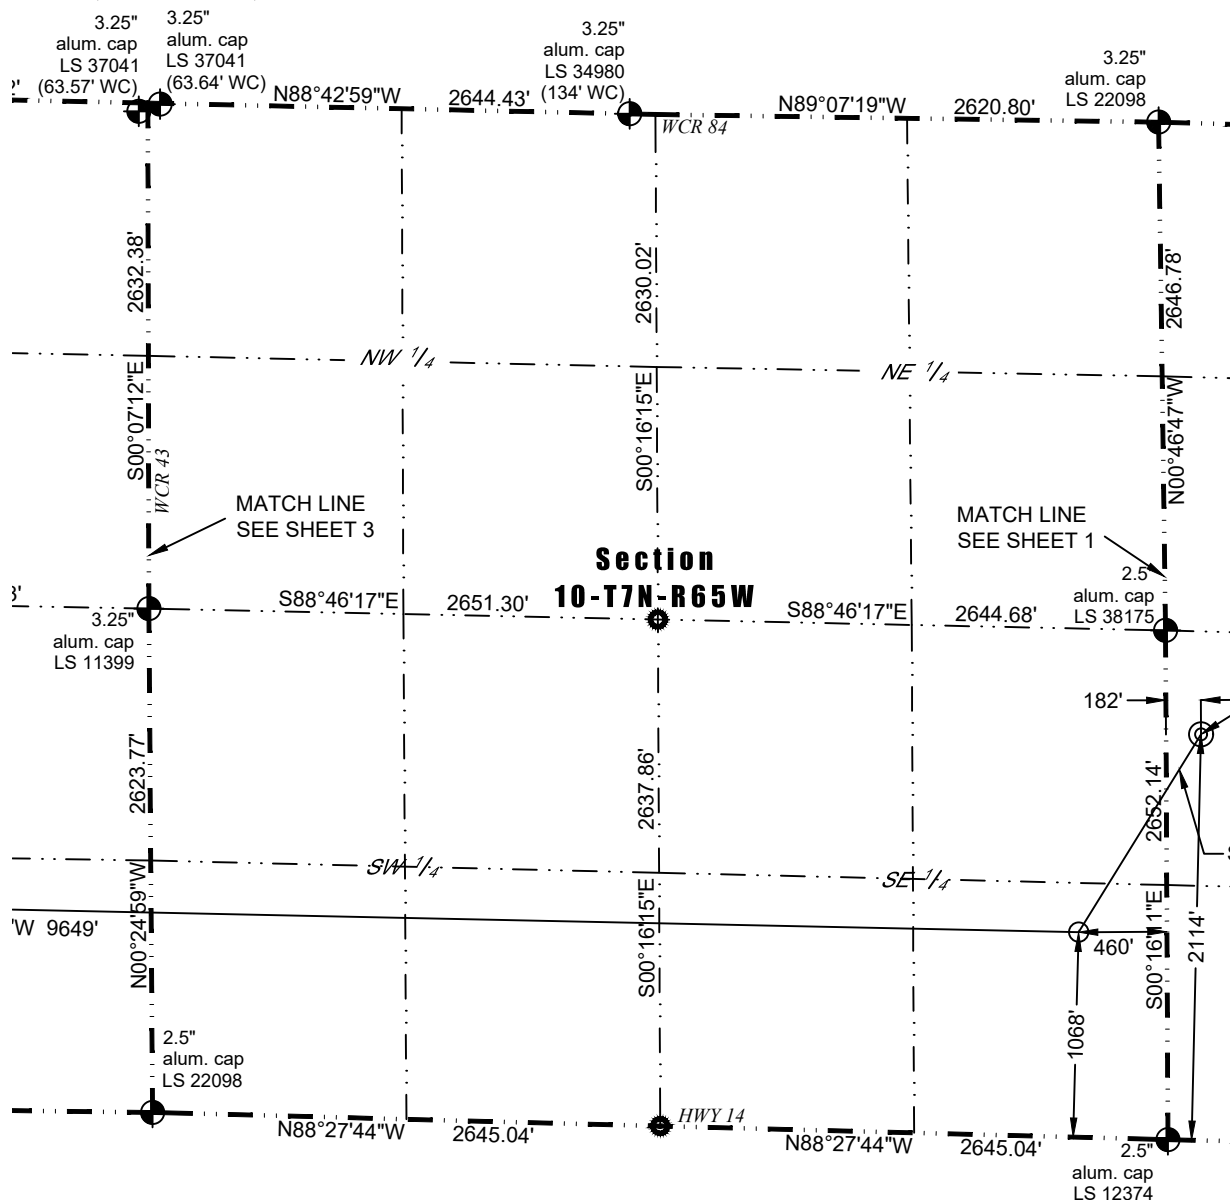 3.25"
alum. cap
LS 37041
(63.57' WC)
3.25"
alum. cap
LS 37041
(63.64' WC)
N88°42'59"W
2644.43'
3.25"
alum. cap
LS 34980
(134' WC)
WCR 84
N89°07'19"W
2620.80'
3.25"
alum. cap
LS 22098
2632.38'
2630.02'
2646.78'
NW 1/4
NE 1/4
S00°07'12"E
WCR 43
S00°16'15"E
N00°46'47"W
MATCH LINE
SEE SHEET 3
MATCH LINE
SEE SHEET 1
Section
10-T7N-R65W
S88°46'17"E
2651.30'
S88°46'17"E
2644.68'
2.5"
alum. cap
LS 38175
3.25"
alum. cap
LS 11399
182'
2623.77'
2637.86'
2652.14'
SW 1/4
SE 1/4
N00°24'59"W
S00°16'15"E
S00°16'11"E
"W 9649'
460'
2114'
1068'
2.5"
alum. cap
LS 22098
HWY 14
N88°27'44"W
2645.04'
N88°27'44"W
2645.04'
2.5"
alum. cap
LS 12374